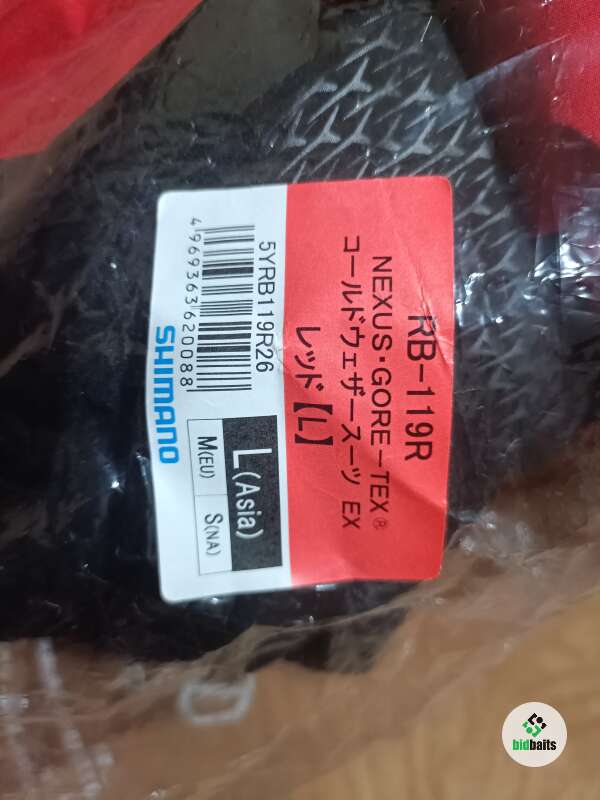 RB-119R
NEXUS・GORE-TEX®
コールドウェザースーツ EX
レッド【L】
5YRB119R26
4969363620088
SHIMANO
L(Asia)
M(EU)
S(NA)
bidbaits